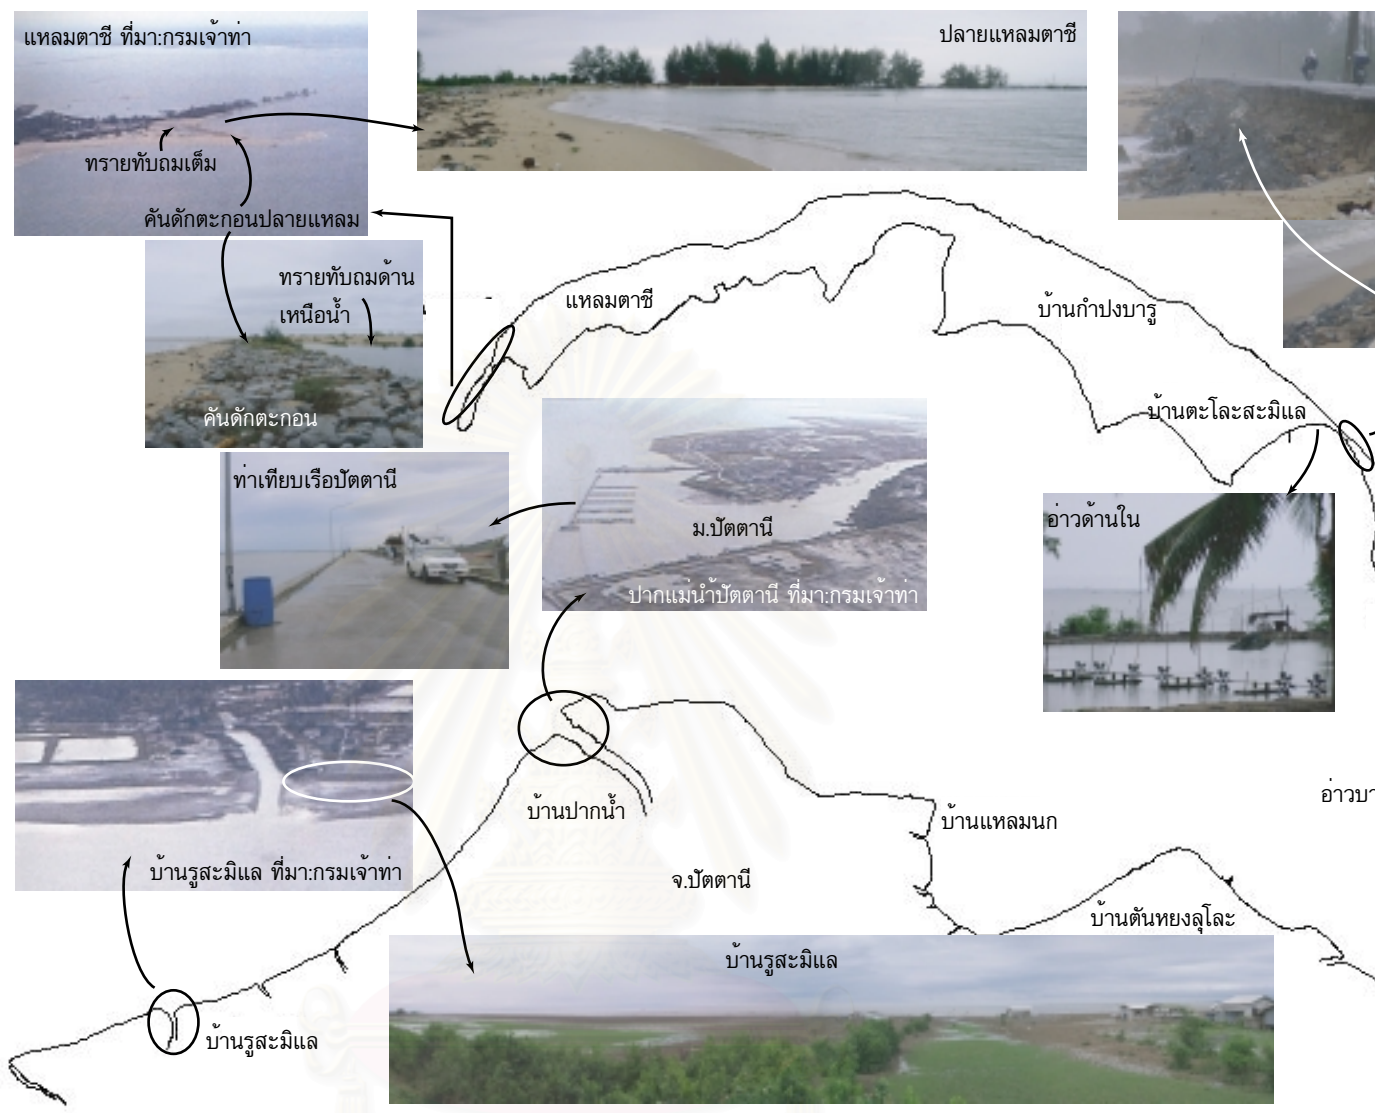 แหลมตาชี ที่มา:กรมเจ้าท่า
ปลายแหลมตาชี
ทรายทับถมเต็ม
คันดักตะกอนปลายแหลม
ทรายทับถมด้าน
เหนือน้ำ
คันดักตะกอน
แหลมตาชี
บ้านกำปงบารู
บ้านตะโละสะมิแล
ท่าเทียบเรือปัตตานี
ม.ปัตตานี
ปากแม่น้ำปัตตานี ที่มา:กรมเจ้าท่า
อ่าวด้านใน
บ้านปากน้ำ
บ้านแหลมนก
อ่าวบา
บ้านรูสะมิแล ที่มา:กรมเจ้าท่า
จ.ปัตตานี
บ้านตันหยงลุโละ
บ้านรูสะมิแล
บ้านรูสะมิแล